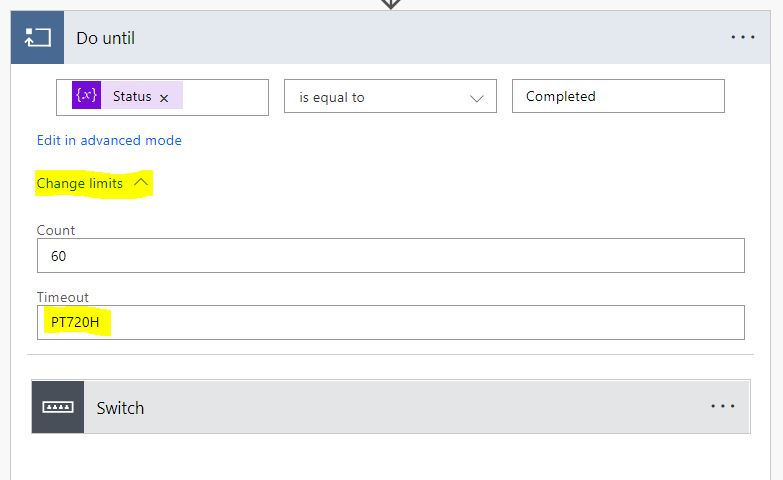 Do until
{x} Status × is equal to Completed
Edit in advanced mode
Change limits
Count
60
Timeout
PT720H
Switch